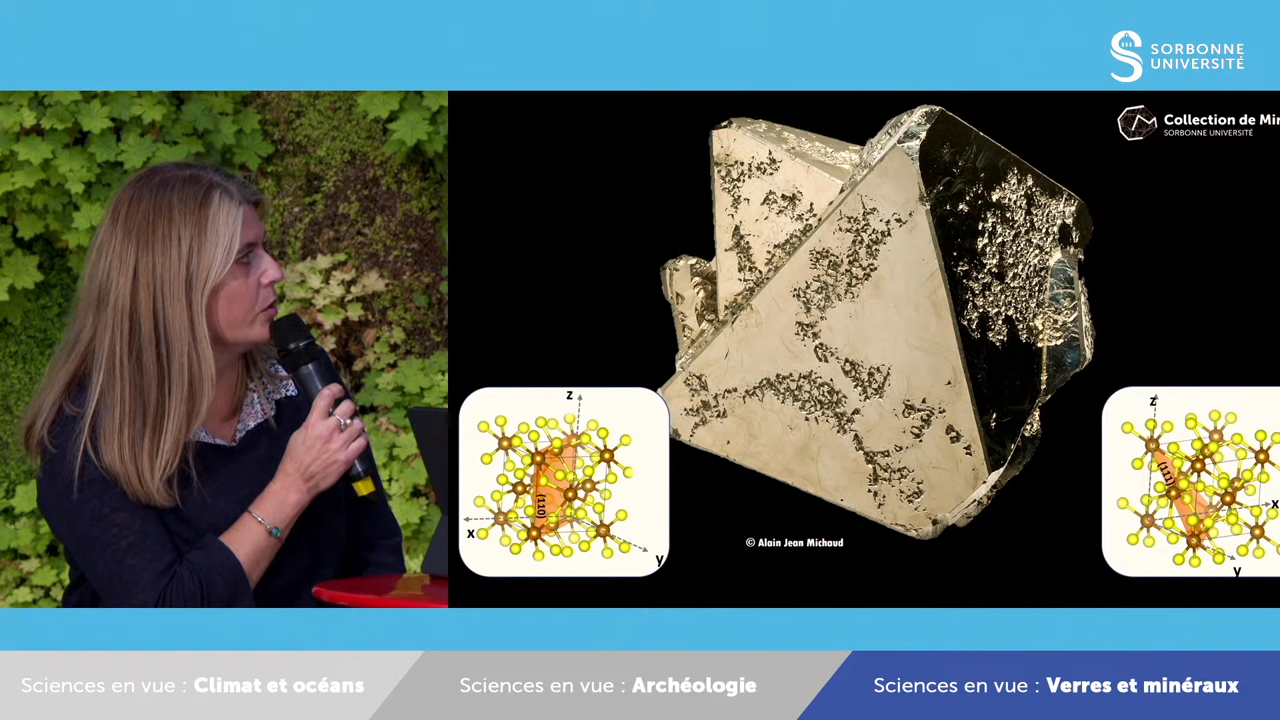 SORBONNE
UNIVERSITÉ
Collection de Mir
SORBONNE UNIVERSITÉ
z
(110)
x
y
z
(111)
x
y
© Alain Jean Michaud
Sciences en vue : Climat et océans
Sciences en vue : Archéologie
Sciences en vue : Verres et minéraux